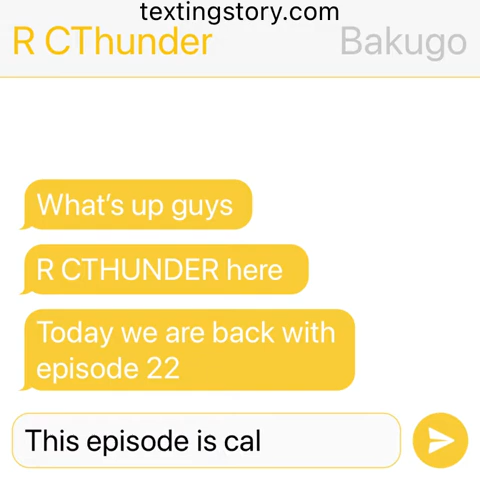 textingstory.com
R CThunder Bakugo
What’s up guys
R CTHUNDER here
Today we are back with
episode 22
This episode is cal